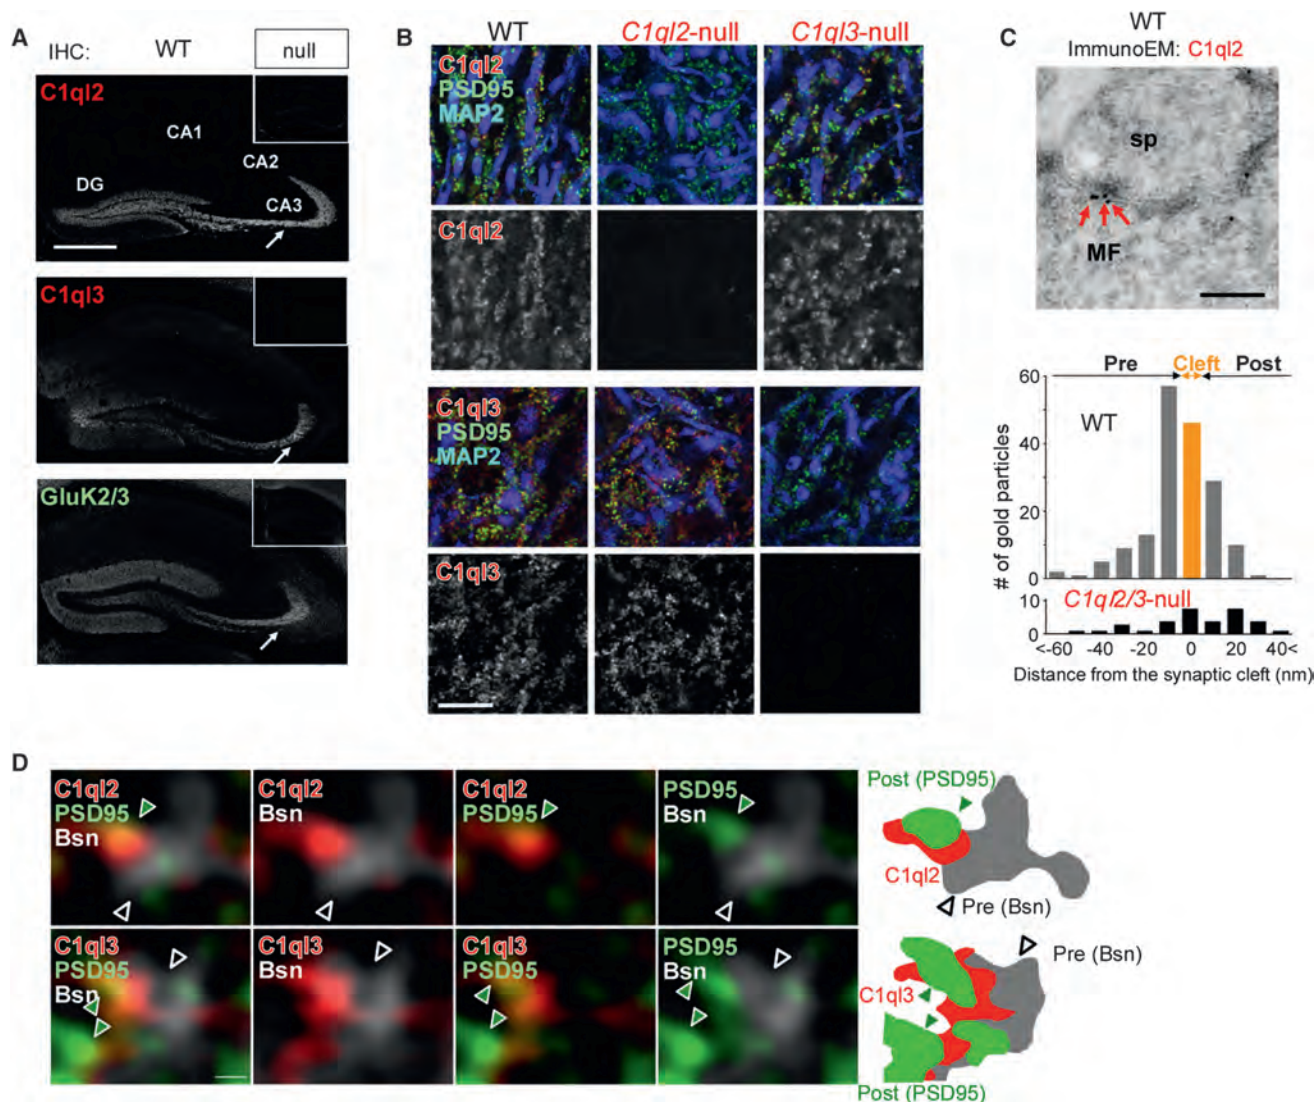 A
IHC:
WT
null
C1ql2
CA1
CA2
DG
CA3
C1ql3
GluK2/3
B
WT
C1ql2-null
C1ql3-null
C1ql2
PSD95
MAP2
C1ql2
C1ql3
PSD95
MAP2
C1ql3
C
WT
ImmunoEM: C1ql2
sp
MF
Pre
Cleft
Post
60
WT
40
20
0
# of gold particles
C1ql2/3-null
10
0
<-60
-40
-20
0
20
40<
Distance from the synaptic cleft (nm)
D
C1ql2
PSD95
Bsn
C1ql2
Bsn
C1ql2
PSD95
PSD95
Bsn
Post (PSD95)
C1ql2
Pre (Bsn)
C1ql3
PSD95
Bsn
C1ql3
Bsn
C1ql3
PSD95
PSD95
Bsn
Pre (Bsn)
C1ql3
Post (PSD95)